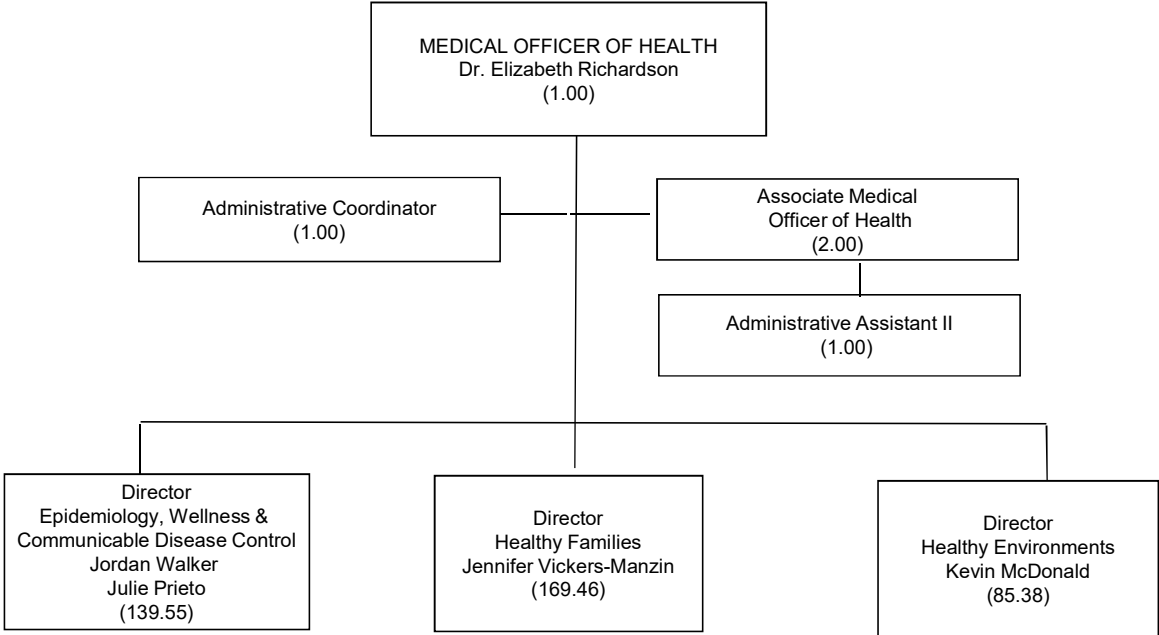 MEDICAL OFFICER OF HEALTH
Dr. Elizabeth Richardson
(1.00)
Administrative Coordinator
(1.00)
Associate Medical
Officer of Health
(2.00)
Administrative Assistant II
(1.00)
Director
Epidemiology, Wellness &
Communicable Disease Control
Jordan Walker
Julie Prieto
(139.55)
Director
Healthy Families
Jennifer Vickers-Manzin
(169.46)
Director
Healthy Environments
Kevin McDonald
(85.38)